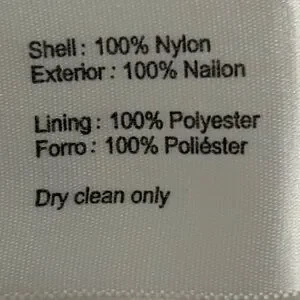 Shell: 100% Nylon
Exterior: 100% Nailon
Lining: 100% Polyester
Forro: 100% Poliéster
Dry clean only